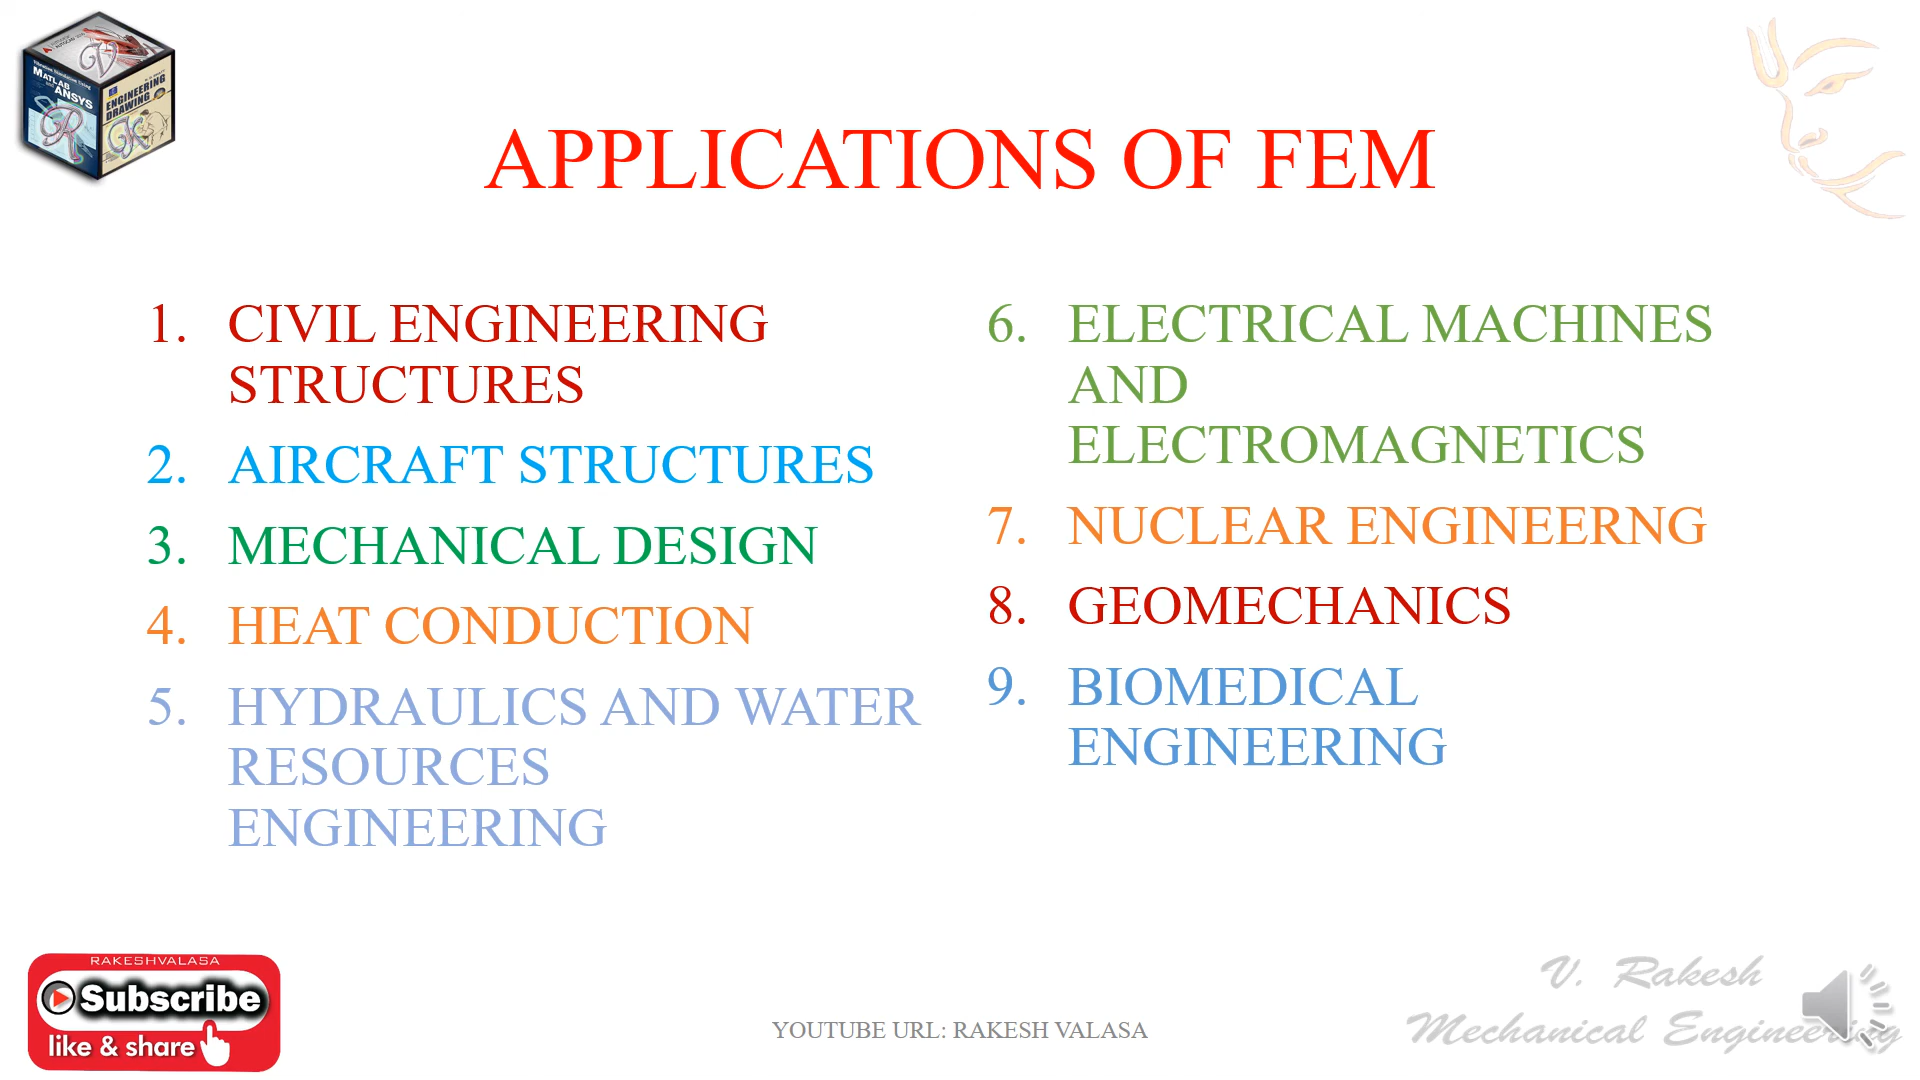 MATLAB
and ANSYS
ENGINEERING
DRAWING
APPLICATIONS OF FEM
1. CIVIL ENGINEERING
STRUCTURES
2. AIRCRAFT STRUCTURES
3. MECHANICAL DESIGN
4. HEAT CONDUCTION
5. HYDRAULICS AND WATER
RESOURCES
ENGINEERING
6. ELECTRICAL MACHINES
AND
ELECTROMAGNETICS
7. NUCLEAR ENGINEERNG
8. GEOMECHANICS
9. BIOMEDICAL
ENGINEERING
RAKESHVALASA
Subscribe
like & share
YOUTUBE URL: RAKESH VALASA
V. Rakesh
Mechanical Engineering